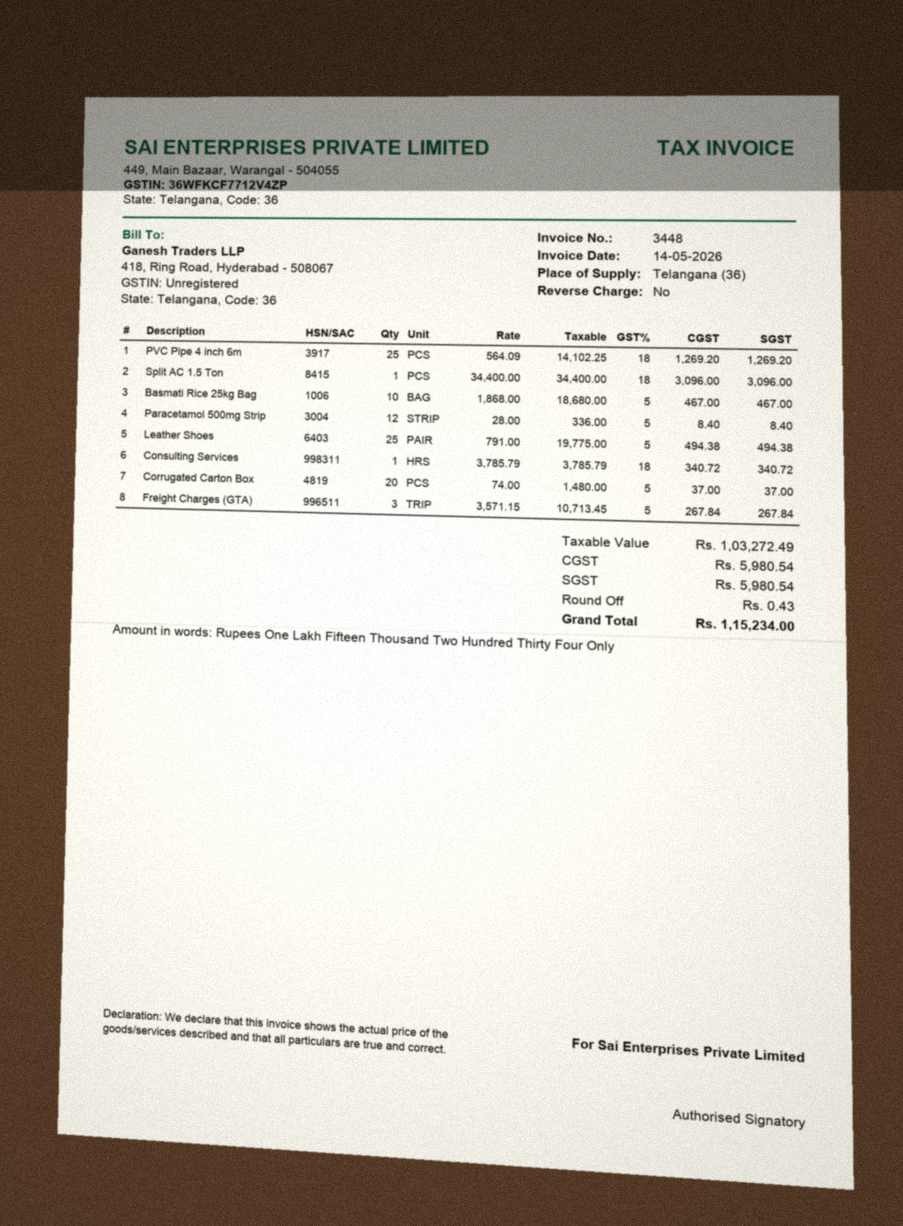 SAI ENTERPRISES PRIVATE LIMITED TAX INVOICE
449, Main Bazaar, Warangal - 504055
GSTIN: 36WFKCF7712V4ZP
State: Telangana, Code: 36
Bill To:
Ganesh Traders LLP
418, Ring Road, Hyderabad - 508067
GSTIN: Unregistered
State: Telangana, Code: 36
Invoice No.: 3448
Invoice Date: 14-05-2026
Place of Supply: Telangana (36)
Reverse Charge: No
# Description HSN/SAC Qty Unit Rate Taxable GST% CGST SGST
1 PVC Pipe 4 inch 6m 3917 25 PCS 564.09 14,102.25 18 1,269.20 1,269.20
2 Split AC 1.5 Ton 8415 1 PCS 34,400.00 34,400.00 18 3,096.00 3,096.00
3 Basmati Rice 25kg Bag 1006 10 BAG 1,868.00 18,680.00 5 467.00 467.00
4 Paracetamol 500mg Strip 3004 12 STRIP 28.00 336.00 5 8.40 8.40
5 Leather Shoes 6403 25 PAIR 791.00 19,775.00 5 494.38 494.38
6 Consulting Services 998311 1 HRS 3,785.79 3,785.79 18 340.72 340.72
7 Corrugated Carton Box 4819 20 PCS 74.00 1,480.00 5 37.00 37.00
8 Freight Charges (GTA) 996511 3 TRIP 3,571.15 10,713.45 5 267.84 267.84
Taxable Value Rs. 1,03,272.49
CGST Rs. 5,980.54
SGST Rs. 5,980.54
Round Off Rs. 0.43
Grand Total Rs. 1,15,234.00
Amount in words: Rupees One Lakh Fifteen Thousand Two Hundred Thirty Four Only
Declaration: We declare that this invoice shows the actual price of the
goods/services described and that all particulars are true and correct.
For Sai Enterprises Private Limited
Authorised Signatory